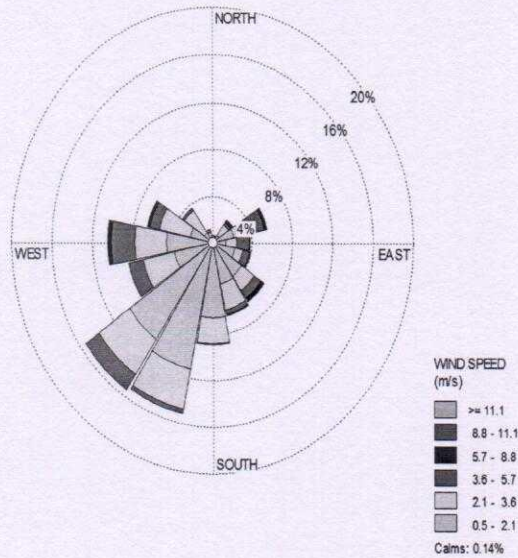 NORTH
20%
16%
12%
8%
4%
WEST
EAST
SOUTH
WIND SPEED
(m/s)
>= 11.1
8.8 - 11.1
5.7 - 8.8
3.6 - 5.7
2.1 - 3.6
0.5 - 2.1
Calms: 0.14%